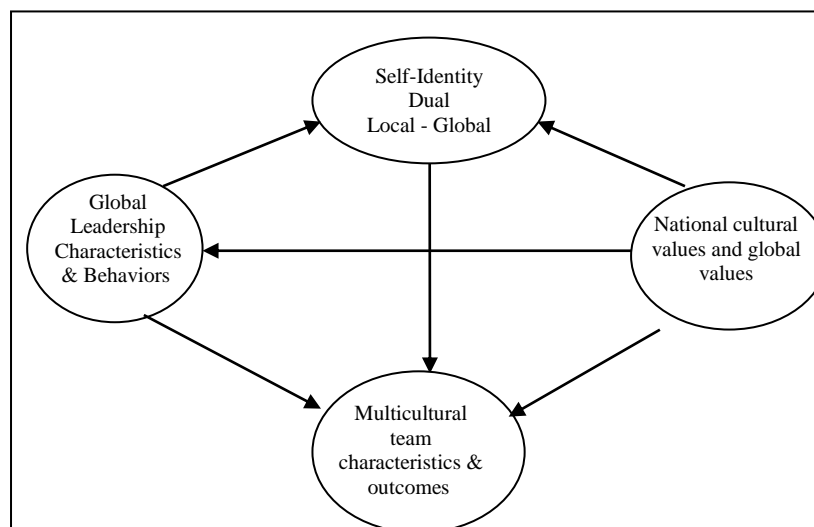 Self-Identity
Dual
Local - Global
Global
Leadership
Characteristics
& Behaviors
National cultural
values and global
values
Multicultural
team
characteristics &
outcomes